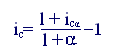 i_c = (1 + i_cα) / (1 + α) − 1